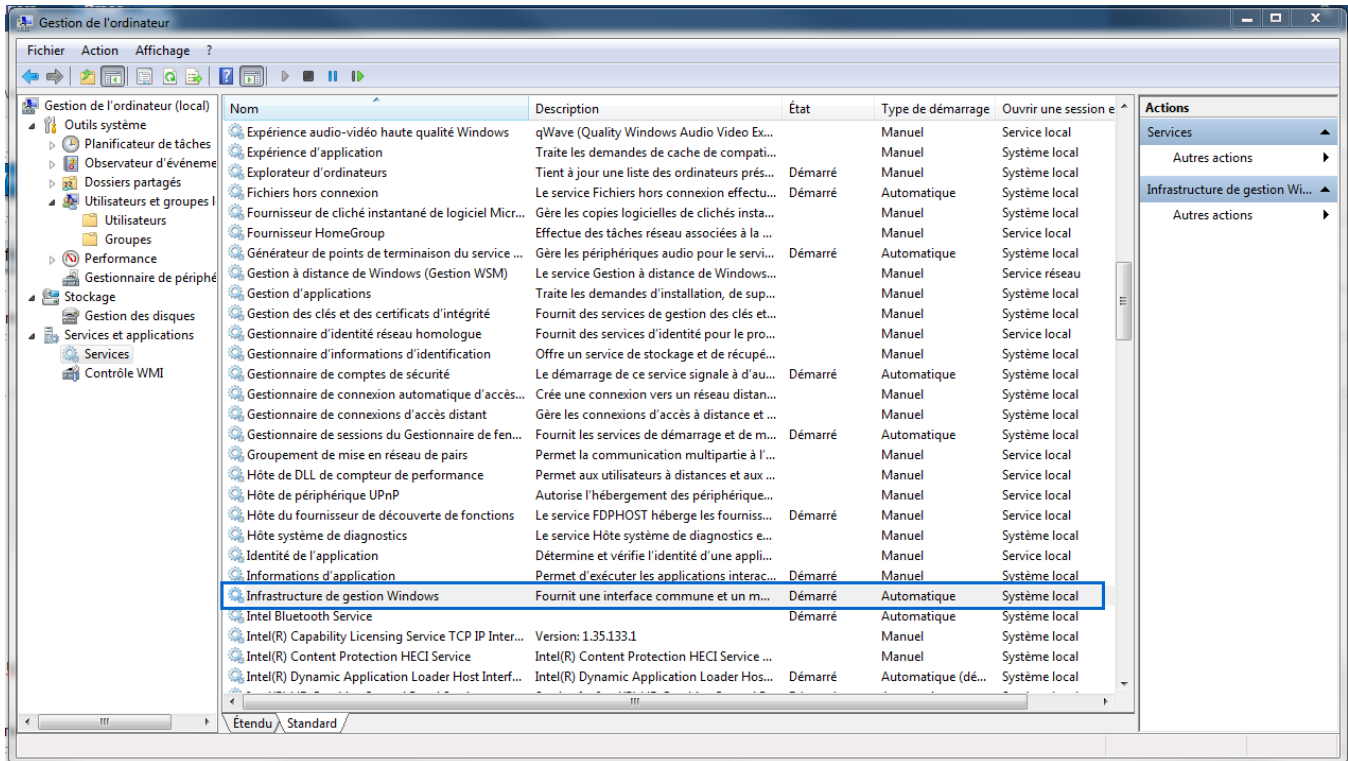 Gestion de l'ordinateur
Fichier Action Affichage ?
Gestion de l'ordinateur (local)
Outils système
Planificateur de tâches
Observateur d'événeme
Dossiers partagés
Utilisateurs et groupes l
Utilisateurs
Groupes
Performance
Gestionnaire de périphé
Stockage
Gestion des disques
Services et applications
Services
Contrôle WMI
Nom Description État Type de démarrage Ouvrir une session e
Expérience audio-vidéo haute qualité Windows qWave (Quality Windows Audio Video Ex... Manuel Service local
Expérience d'application Traite les demandes de cache de compati... Manuel Système local
Explorateur d'ordinateurs Tient à jour une liste des ordinateurs prés... Démarré Manuel Système local
Fichiers hors connexion Le service Fichiers hors connexion effectu... Démarré Automatique Système local
Fournisseur de cliché instantané de logiciel Micr... Gère les copies logicielles de clichés insta... Manuel Système local
Fournisseur HomeGroup Effectue des tâches réseau associées à la ... Manuel Service local
Générateur de points de terminaison du service ... Gère les périphériques audio pour le servi... Démarré Automatique Système local
Gestion à distance de Windows (Gestion WSM) Le service Gestion à distance de Windows... Manuel Service réseau
Gestion d'applications Traite les demandes d'installation, de sup... Manuel Système local
Gestion des clés et des certificats d'intégrité Fournit des services de gestion des clés et... Manuel Système local
Gestionnaire d'identité réseau homologue Fournit des services d'identité pour le pro... Manuel Service local
Gestionnaire d'informations d'identification Offre un service de stockage et de récupé... Manuel Système local
Gestionnaire de comptes de sécurité Le démarrage de ce service signale à d'au... Démarré Automatique Système local
Gestionnaire de connexion automatique d'accès... Crée une connexion vers un réseau distan... Manuel Système local
Gestionnaire de connexions d'accès distant Gère les connexions d'accès à distance et ... Manuel Système local
Gestionnaire de sessions du Gestionnaire de fen... Fournit les services de démarrage et de m... Démarré Automatique Système local
Groupement de mise en réseau de pairs Permet la communication multipartie à l'... Manuel Service local
Hôte de DLL de compteur de performance Permet aux utilisateurs à distances et aux ... Manuel Service local
Hôte de périphérique UPnP Autorise l'hébergement des périphérique... Manuel Service local
Hôte du fournisseur de découverte de fonctions Le service FDPHOST héberge les fourniss... Démarré Manuel Service local
Hôte système de diagnostics Le service Hôte système de diagnostics e... Manuel Système local
Identité de l'application Détermine et vérifie l'identité d'une appli... Manuel Service local
Informations d'application Permet d'exécuter les applications interac... Démarré Manuel Système local
Infrastructure de gestion Windows Fournit une interface commune et un m... Démarré Automatique Système local
Intel Bluetooth Service Démarré Automatique Système local
Intel(R) Capability Licensing Service TCP IP Inter... Version: 1.35.133.1 Manuel Système local
Intel(R) Content Protection HECI Service Intel(R) Content Protection HECI Service ... Manuel Système local
Intel(R) Dynamic Application Loader Host Interf... Intel(R) Dynamic Application Loader Hos... Démarré Automatique (dé... Système local
Étendu Standard
Actions
Services
Autres actions
Infrastructure de gestion Wi...
Autres actions